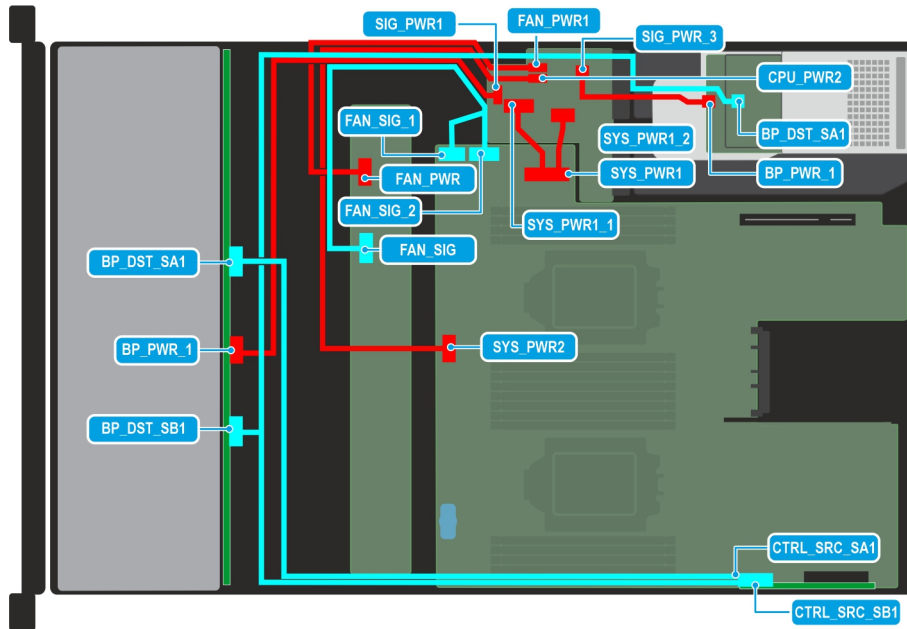 SIG_PWR1
FAN_PWR1
SIG_PWR_3
CPU_PWR2
FAN_SIG_1
BP_DST_SA1
SYS_PWR1_2
FAN_PWR
SYS_PWR1
BP_PWR_1
FAN_SIG_2
SYS_PWR1_1
FAN_SIG
BP_DST_SA1
BP_PWR_1
SYS_PWR2
BP_DST_SB1
CTRL_SRC_SA1
CTRL_SRC_SB1